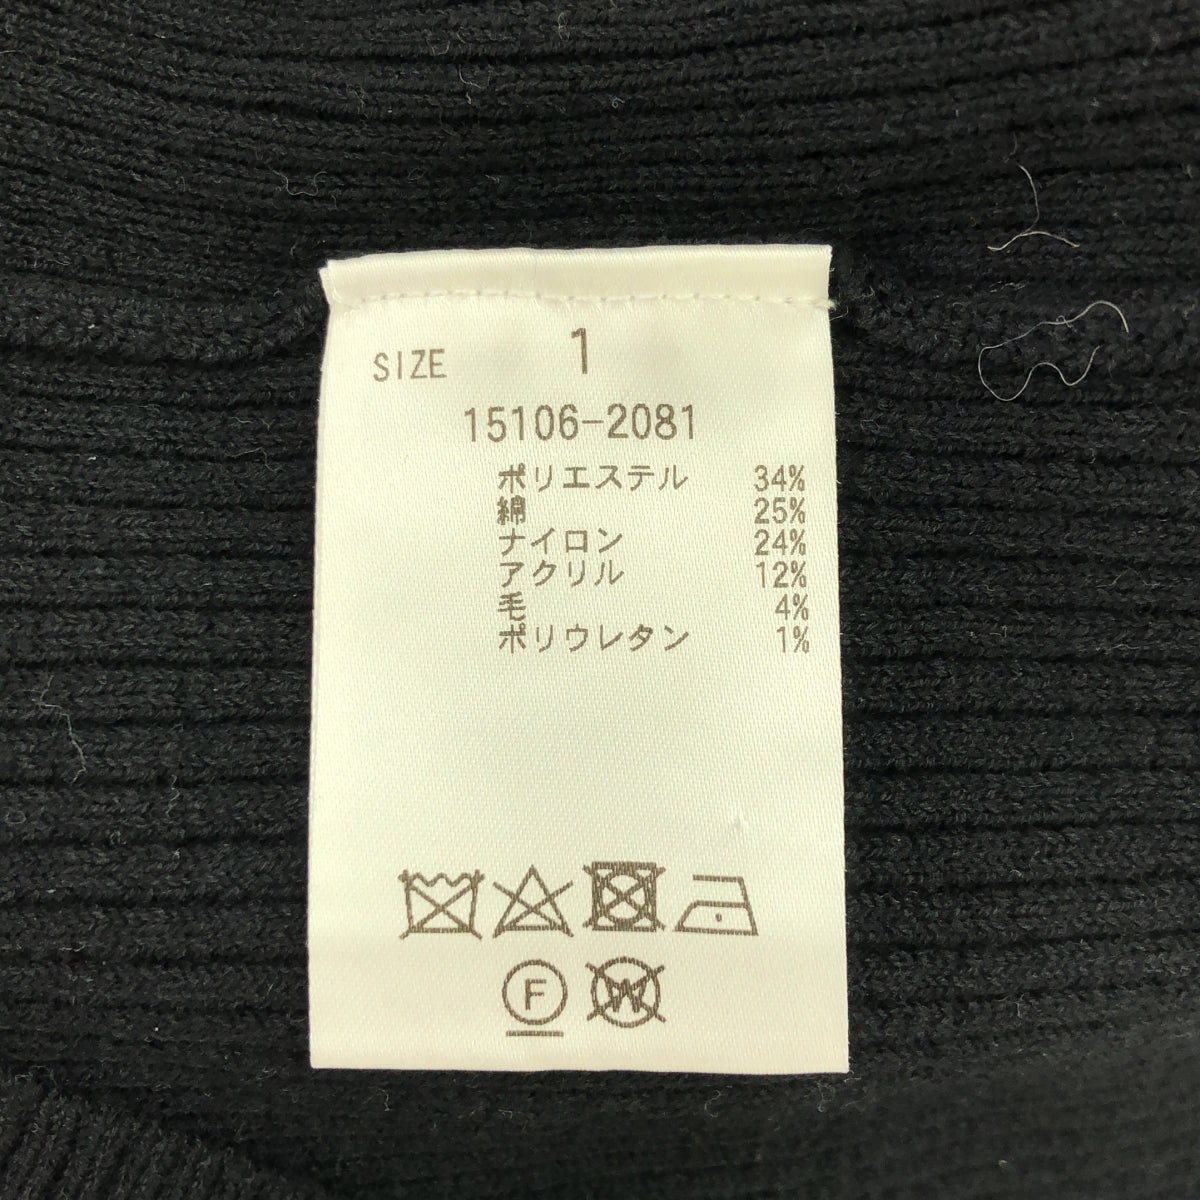 SIZE 1
15106-2081
ポリエステル 34%
綿 25%
ナイロン 24%
アクリル 12%
毛 4%
ポリウレタン 1%
F W